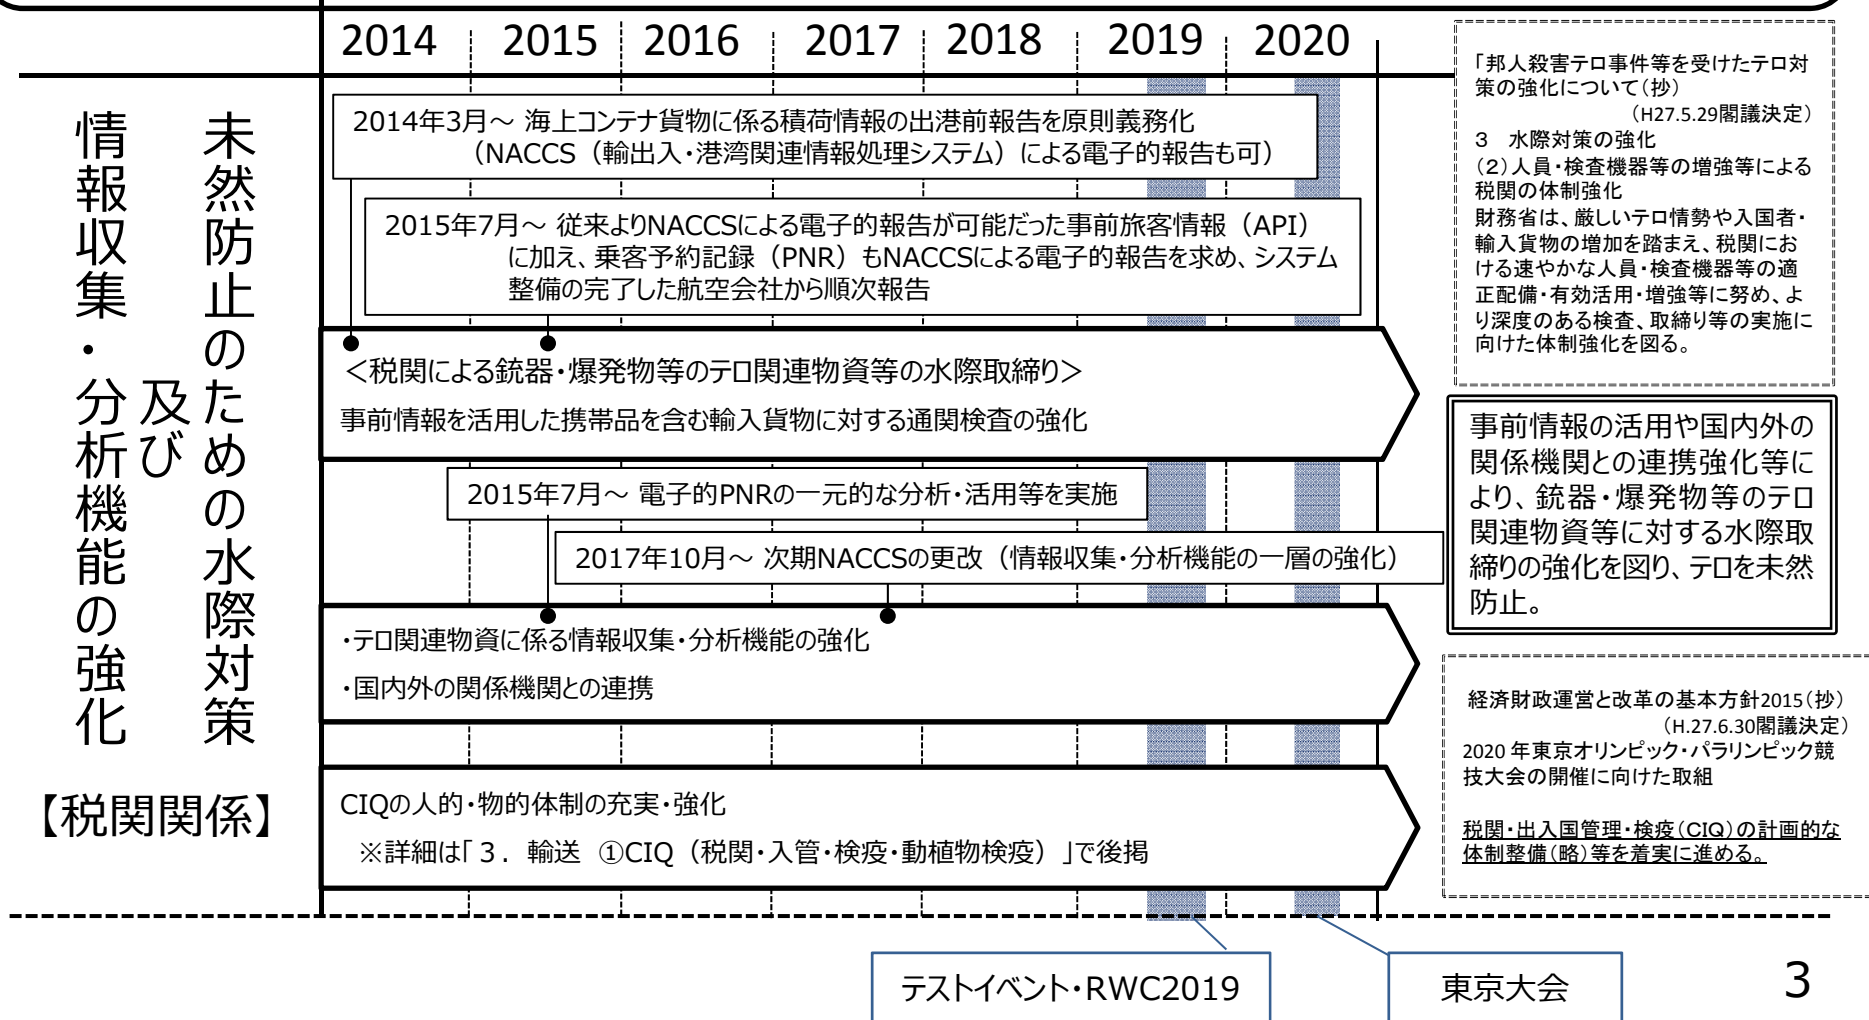 2014 2015 2016 2017 2018 2019 2020
未然防止のための水際対策
及び
情報収集・分析機能の強化
【税関関係】
2014年3月～ 海上コンテナ貨物に係る積荷情報の出港前報告を原則義務化
（NACCS（輸出入・港湾関連情報処理システム）による電子的報告も可）
2015年7月～ 従来よりNACCSによる電子的報告が可能だった事前旅客情報（API）
に加え、乗客予約記録（PNR）もNACCSによる電子的報告を求め、システム
整備の完了した航空会社から順次報告
＜税関による銃器・爆発物等のテロ関連物資等の水際取締り＞
事前情報を活用した携帯品を含む輸入貨物に対する通関検査の強化
2015年7月～ 電子的PNRの一元的な分析・活用等を実施
2017年10月～ 次期NACCSの更改（情報収集・分析機能の一層の強化）
・テロ関連物資に係る情報収集・分析機能の強化
・国内外の関係機関との連携
CIQの人的・物的体制の充実・強化
※詳細は「３．輸送 ①CIQ（税関・入管・検疫・動植物検疫）」で後掲
「邦人殺害テロ事件等を受けたテロ対
策の強化について（抄）
（H27.5.29閣議決定）
３ 水際対策の強化
（２）人員・検査機器等の増強等による
税関の体制強化
財務省は、厳しいテロ情勢や入国者・
輸入貨物の増加を踏まえ、税関にお
ける速やかな人員・検査機器等の適
正配備・有効活用・増強等に努め、よ
り深度のある検査、取締り等の実施に
向けた体制強化を図る。
事前情報の活用や国内外の
関係機関との連携強化等に
より、銃器・爆発物等のテロ
関連物資等に対する水際取
締りの強化を図り、テロを未然
防止。
経済財政運営と改革の基本方針2015（抄）
（H.27.6.30閣議決定）
2020 年東京オリンピック・パラリンピック競
技大会の開催に向けた取組
税関・出入国管理・検疫（CIQ）の計画的な
体制整備（略）等を着実に進める。
テストイベント・RWC2019
東京大会
3